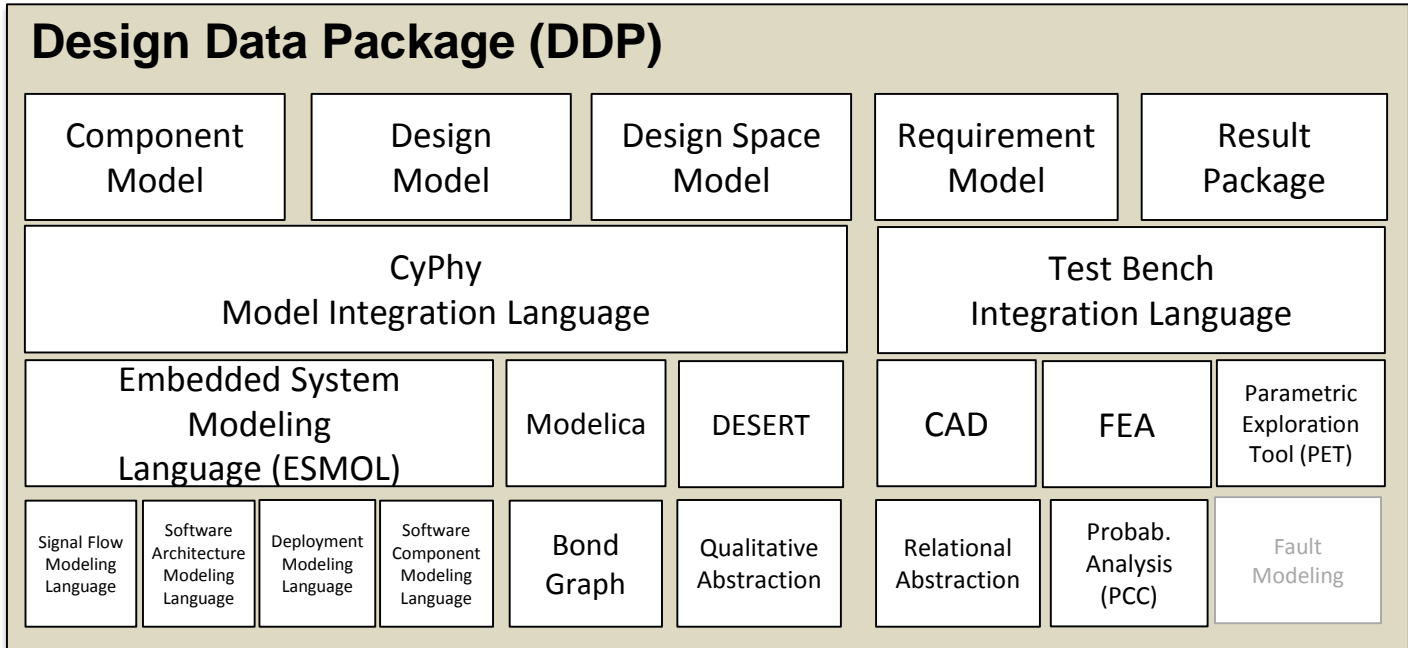 Design Data Package (DDP)
Component
Model
Design
Model
Design Space
Model
Requirement
Model
Result
Package
CyPhy
Model Integration Language
Test Bench
Integration Language
Embedded System
Modeling
Language (ESMOL)
Modelica
DESERT
CAD
FEA
Parametric
Exploration
Tool (PET)
Signal Flow
Modeling
Language
Software
Architecture
Modeling
Language
Deployment
Modeling
Language
Software
Component
Modeling
Language
Bond
Graph
Qualitative
Abstraction
Relational
Abstraction
Probab.
Analysis
(PCC)
Fault
Modeling